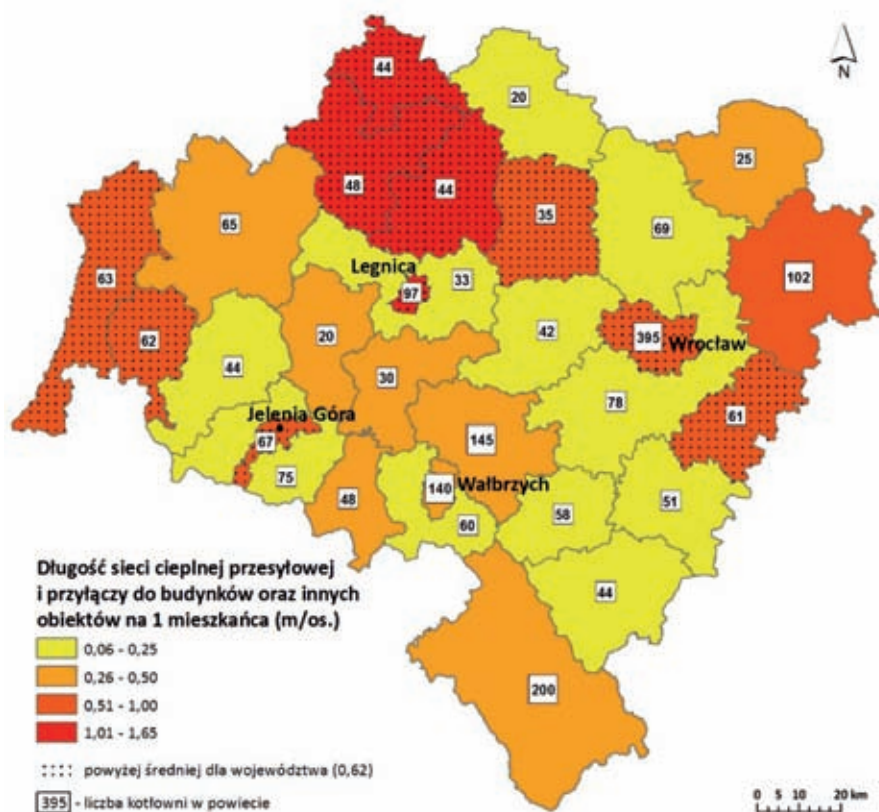 N
44
20
25
48
44
35
65
69
63
102
Legnica
33
97
62
20
42
395
Wrocław
44
30
61
Jelenia Góra
78
67
145
75
140
Wałbrzych
48
51
58
60
44
200
Długość sieci cieplnej przesyłowej
i przyłączy do budynków oraz innych
obiektów na 1 mieszkańca (m/os.)
0,06 - 0,25
0,26 - 0,50
0,51 - 1,00
1,01 - 1,65
powyżej średniej dla województwa (0,62)
395 - liczba kotłowni w powiecie
0 5 10 20 km